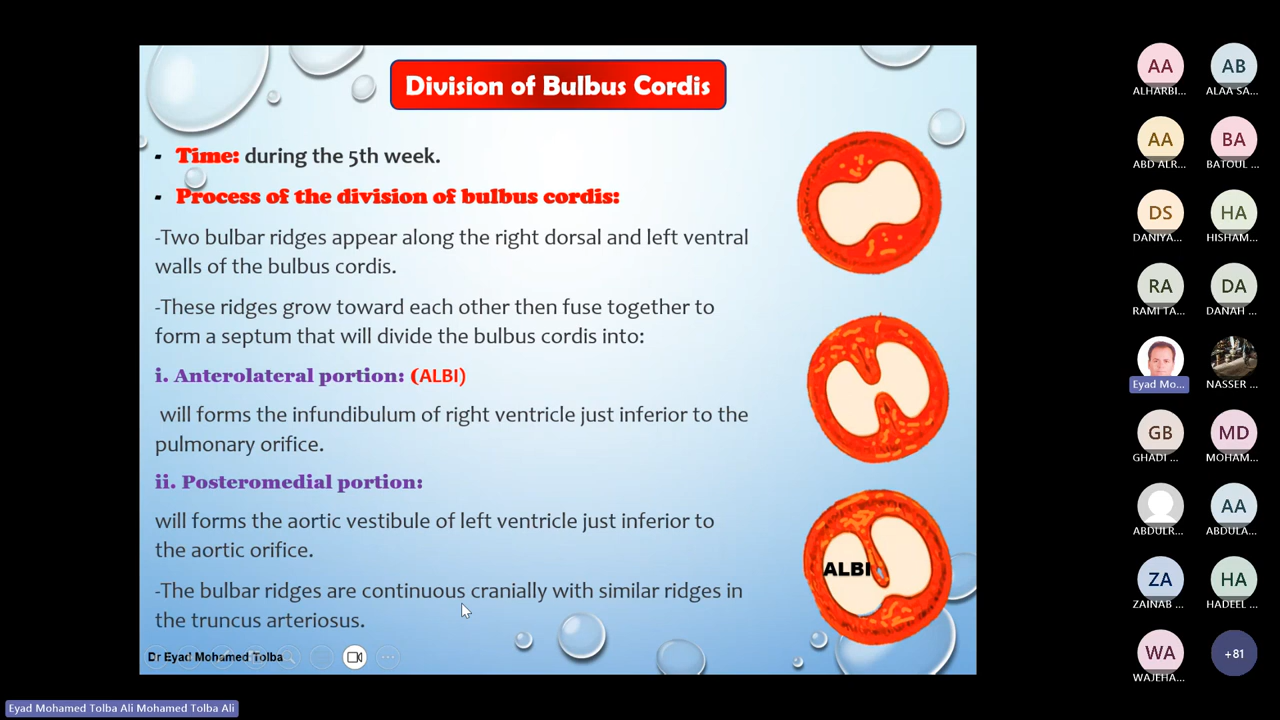 Division of Bulbus Cordis
- Time: during the 5th week.
- Process of the division of bulbus cordis:
-Two bulbar ridges appear along the right dorsal and left ventral
walls of the bulbus cordis.
-These ridges grow toward each other then fuse together to
form a septum that will divide the bulbus cordis into:
i. Anterolateral portion: (ALBI)
will forms the infundibulum of right ventricle just inferior to the
pulmonary orifice.
ii. Posteromedial portion:
will forms the aortic vestibule of left ventricle just inferior to
the aortic orifice.
-The bulbar ridges are continuous cranially with similar ridges in
the truncus arteriosus.
ALBI
Dr Eyad Mohamed Tolba
AA
ALHARBI...
AB
ALAA SA...
AA
ABD ALR...
BA
BATOUL ...
DS
DANIYA...
HA
HISHAM...
RA
RAMI TA...
DA
DANAH ...
Eyad Mo...
NASSER ...
GB
GHADI ...
MD
MOHAM...
ABDULR...
AA
ABDULA...
ZA
ZAINAB ...
HA
HADEEL ...
WA
WAJEHA...
+81
Eyad Mohamed Tolba Ali Mohamed Tolba Ali